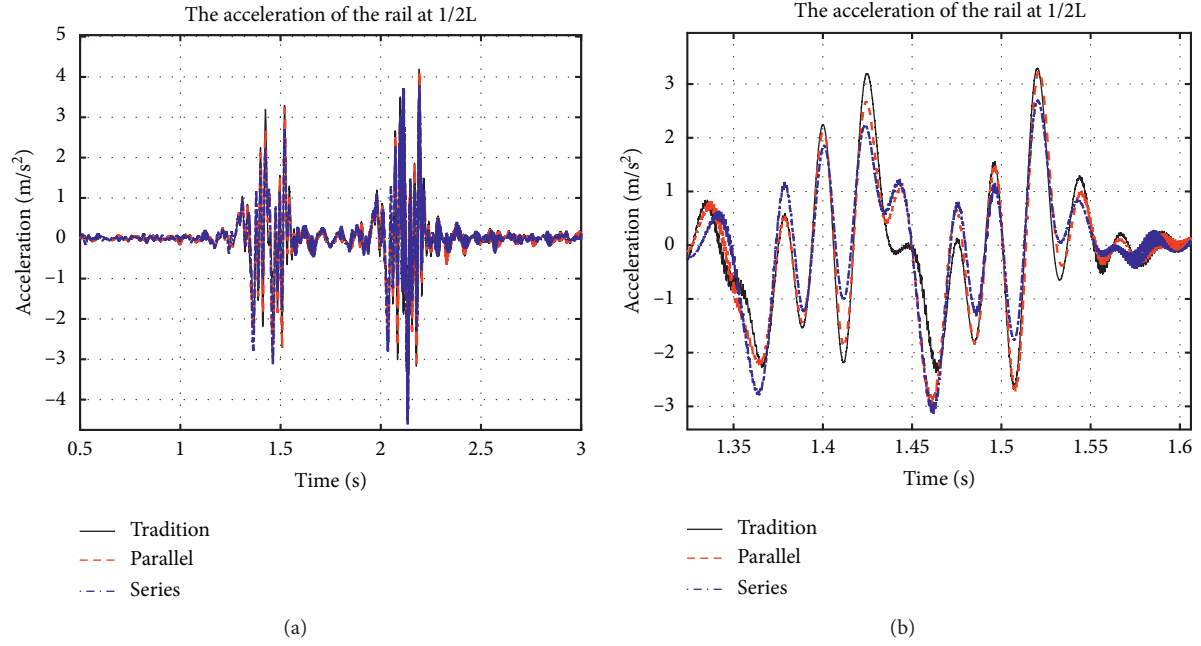 The acceleration of the rail at 1/2L
Acceleration (m/s²)
5
4
3
2
1
0
−1
−2
−3
−4
0.5
1
1.5
2
2.5
3
Time (s)
Tradition
Parallel
Series
(a)
The acceleration of the rail at 1/2L
Acceleration (m/s²)
3
2
1
0
−1
−2
−3
1.35
1.4
1.45
1.5
1.55
1.6
Time (s)
Tradition
Parallel
Series
(b)